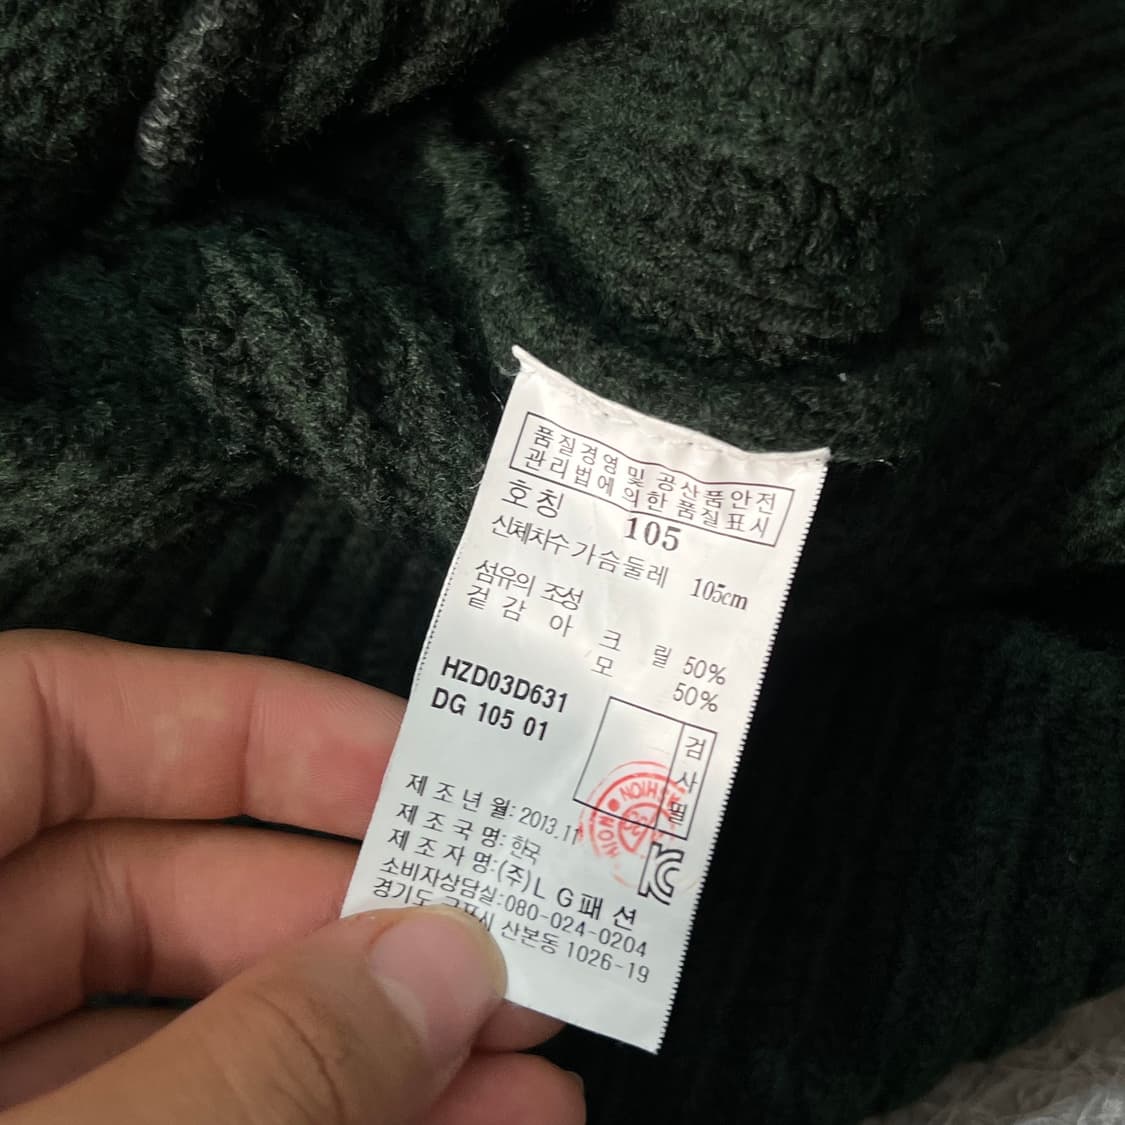 품질경영 및 공산품안전
관리법에 의한 품질표시
호칭 105
신체치수 가슴둘레 105cm
섬유의 조성
겉감 아크릴 50%
모 50%
HZD03D631
DG 105 01
검사필
제조년월: 2013.11
제조국명: 한국
제조자명: (주)LG패션
소비자상담실: 080-024-0204
경기도 군포시 산본동 1026-19